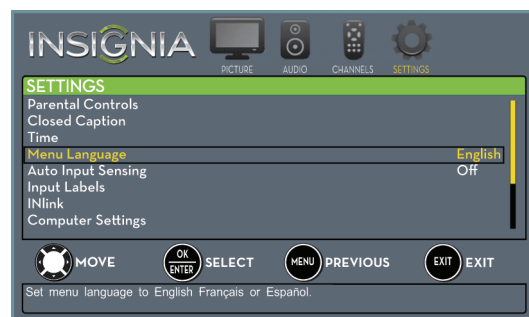 INSIGNIA
PICTURE AUDIO CHANNELS SETTINGS
SETTINGS
Parental Controls
Closed Caption
Time
Menu Language English
Auto Input Sensing Off
Input Labels
INlink
Computer Settings
MOVE OK ENTER SELECT MENU PREVIOUS EXIT EXIT
Set menu language to English Français or Español.